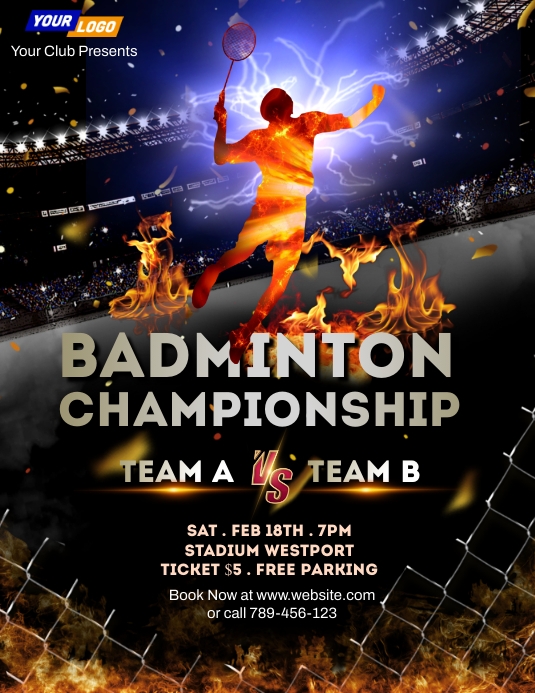 YOUR LOGO
Your Club Presents
BADMINTON
CHAMPIONSHIP
TEAM A VS TEAM B
SAT . FEB 18TH . 7PM
STADIUM WESTPORT
TICKET $5 . FREE PARKING
Book Now at www.website.com
or call 789-456-123